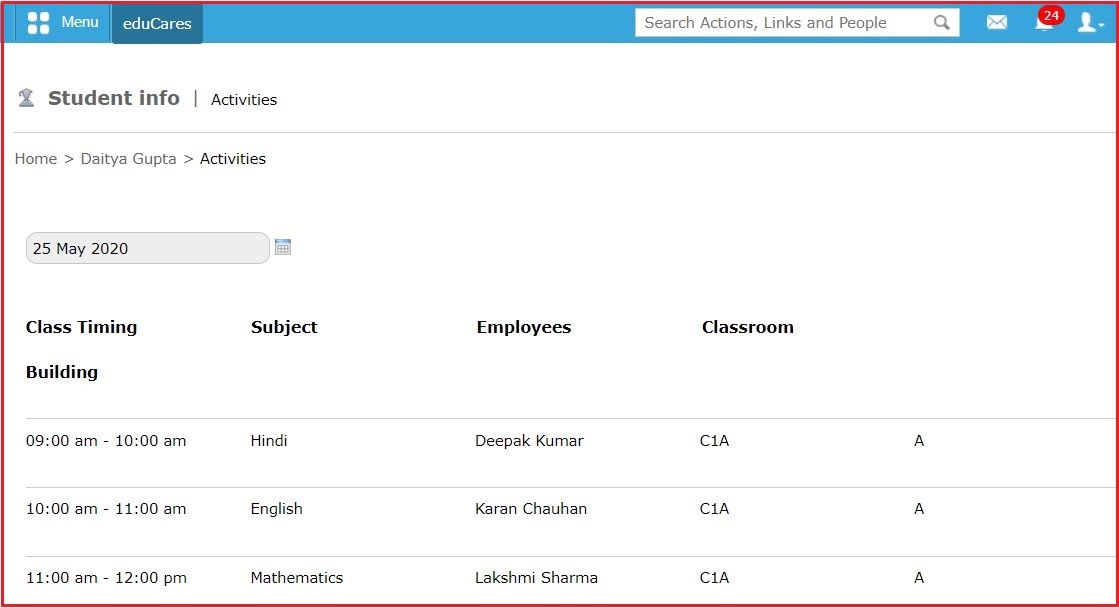 Menu eduCares Search Actions, Links and People 24
Student info | Activities
Home > Daitya Gupta > Activities
25 May 2020
Class Timing Subject Employees Classroom
Building
09:00 am - 10:00 am Hindi Deepak Kumar C1A A
10:00 am - 11:00 am English Karan Chauhan C1A A
11:00 am - 12:00 pm Mathematics Lakshmi Sharma C1A A